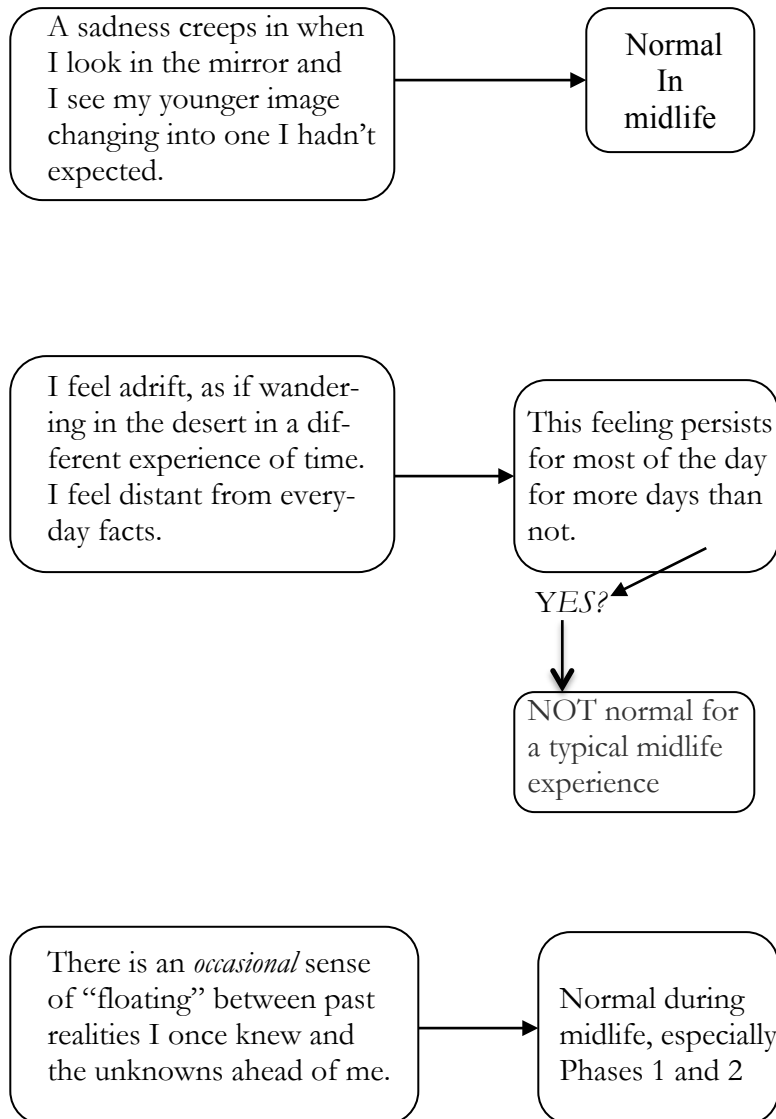 A sadness creeps in when
I look in the mirror and
I see my younger image
changing into one I hadn’t
expected.
Normal
In
midlife
I feel adrift, as if wander-
ing in the desert in a dif-
ferent experience of time.
I feel distant from every-
day facts.
This feeling persists
for most of the day
for more days than
not.
YES?
NOT normal for
a typical midlife
experience
There is an occasional sense
of “floating” between past
realities I once knew and
the unknowns ahead of me.
Normal during
midlife, especially
Phases 1 and 2